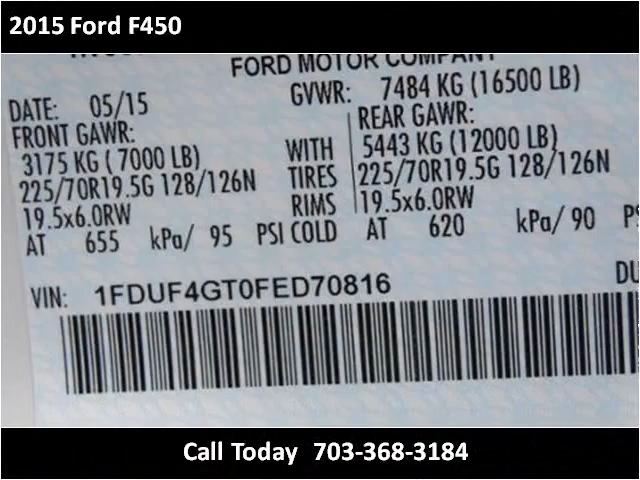 2015 Ford F450
FORD MOTOR COMPANY
DATE: 05/15 GVWR: 7484 KG (16500 LB)
FRONT GAWR: REAR GAWR:
3175 KG ( 7000 LB) WITH 5443 KG (12000 LB)
225/70R19.5G 128/126N TIRES 225/70R19.5G 128/126N
19.5x6.0RW RIMS 19.5x6.0RW
AT 655 kPa/ 95 PSI COLD AT 620 kPa/ 90 PS
VIN: 1FDUF4GT0FED70816 DU
Call Today 703-368-3184